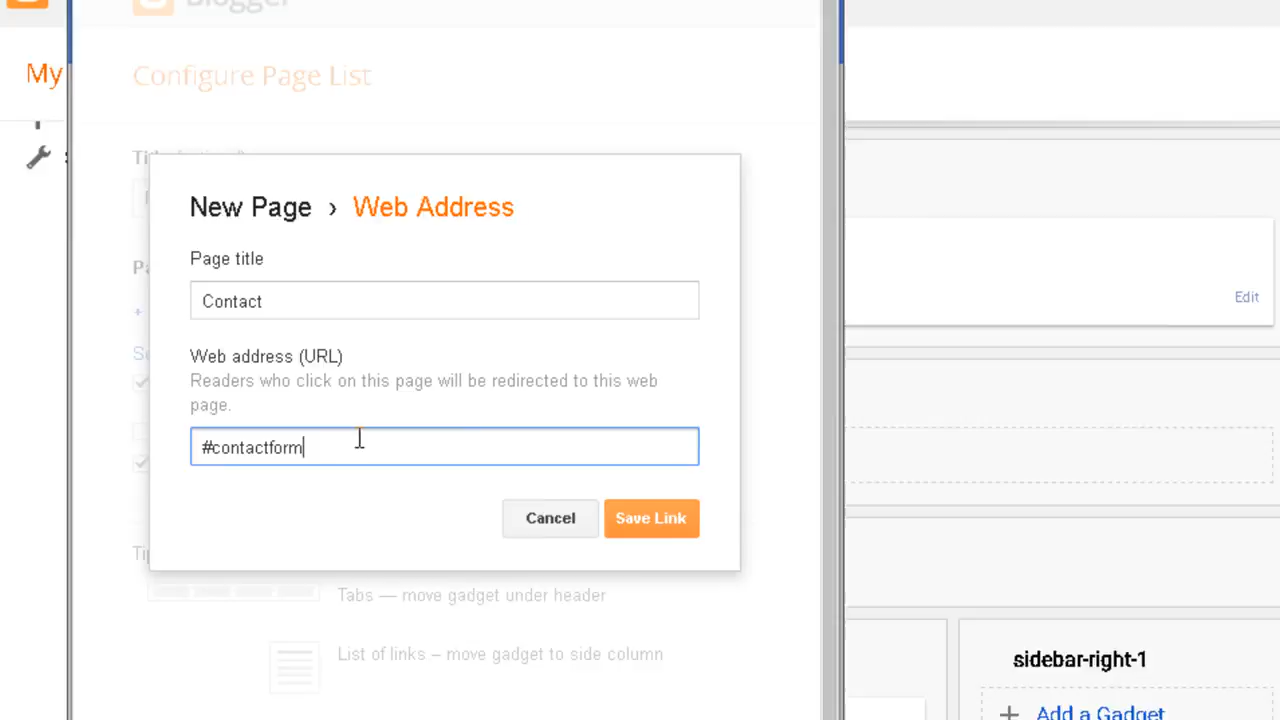 Blogger
My
Configure Page List
New Page › Web Address
Page title
Contact
Web address (URL)
Readers who click on this page will be redirected to this web
page.
#contactform
Cancel
Save Link
Edit
Tabs — move gadget under header
List of links – move gadget to side column
sidebar-right-1
+ Add a Gadget